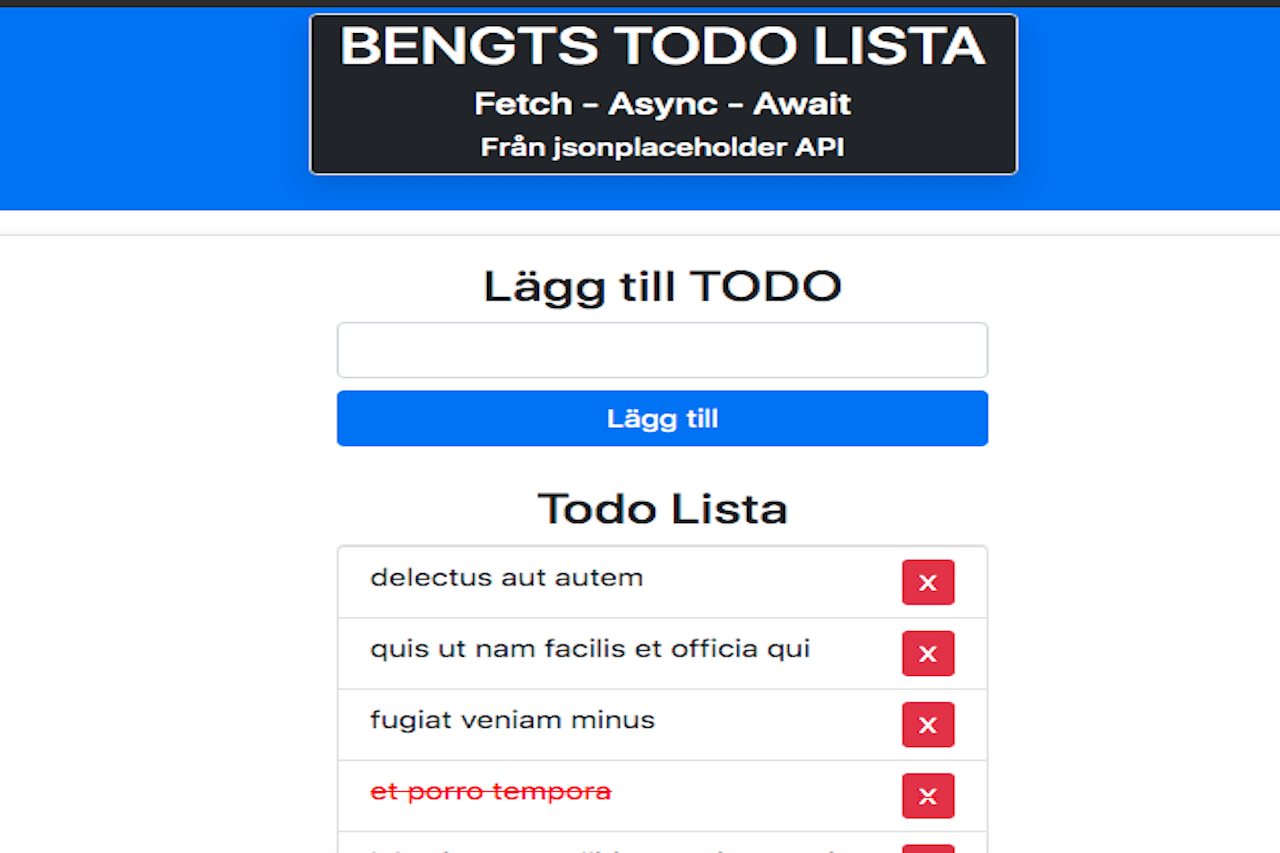 BENGTS TODO LISTA
Fetch - Async - Await
Från jsonplaceholder API
Lägg till TODO
Lägg till
Todo Lista
delectus aut autem
X
quis ut nam facilis et officia qui
X
fugiat veniam minus
X
et porro tempora
X